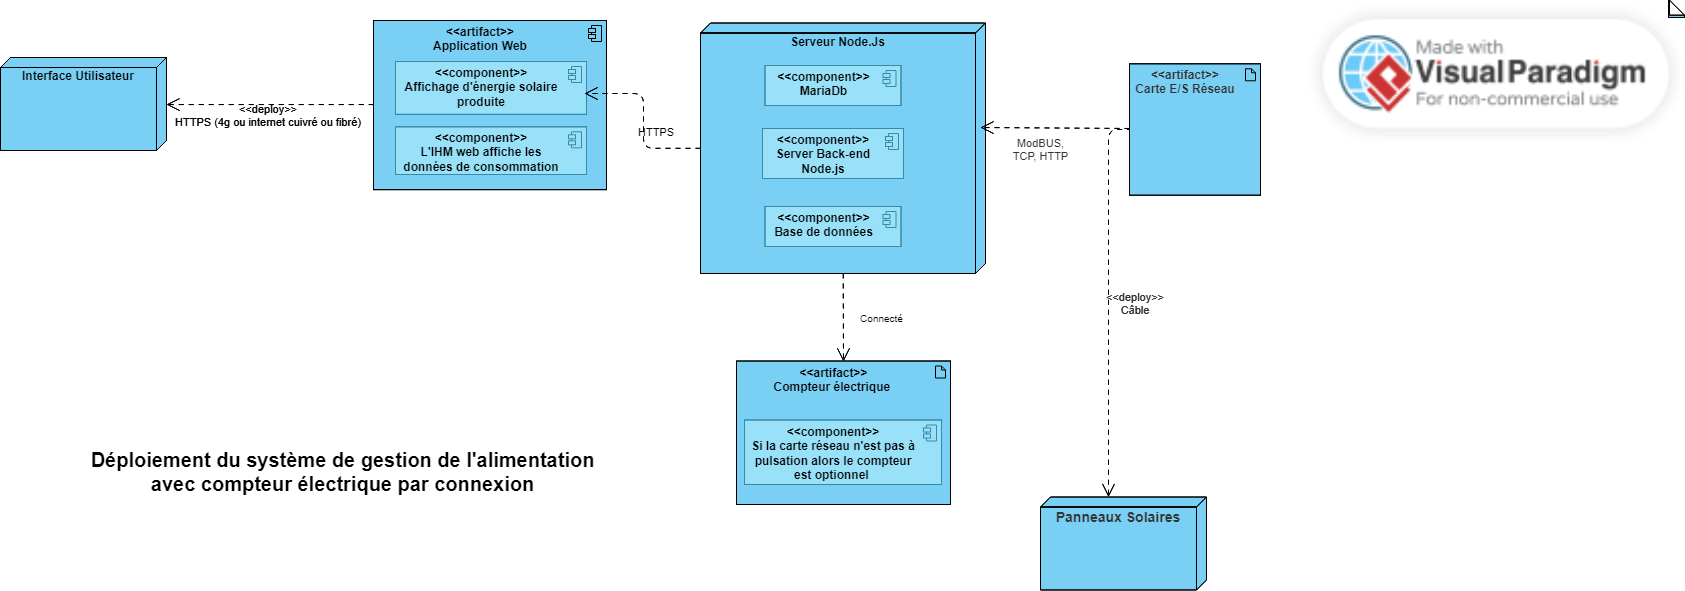 Interface Utilisateur
<<deploy>>
HTTPS (4g ou internet cuivré ou fibré)
<<artifact>>
Application Web
<<component>>
Affichage d'énergie solaire
produite
<<component>>
L'IHM web affiche les
données de consommation
HTTPS
Serveur Node.Js
<<component>>
MariaDb
<<component>>
Server Back-end
Node.js
<<component>>
Base de données
ModBUS,
TCP, HTTP
<<artifact>>
Carte E/S Réseau
Made with
Visual Paradigm
For non-commercial use
<<deploy>>
Câble
Connecté
<<artifact>>
Compteur électrique
<<component>>
Si la carte réseau n'est pas à
pulsation alors le compteur
est optionnel
Déploiement du système de gestion de l'alimentation
avec compteur électrique par connexion
Panneaux Solaires